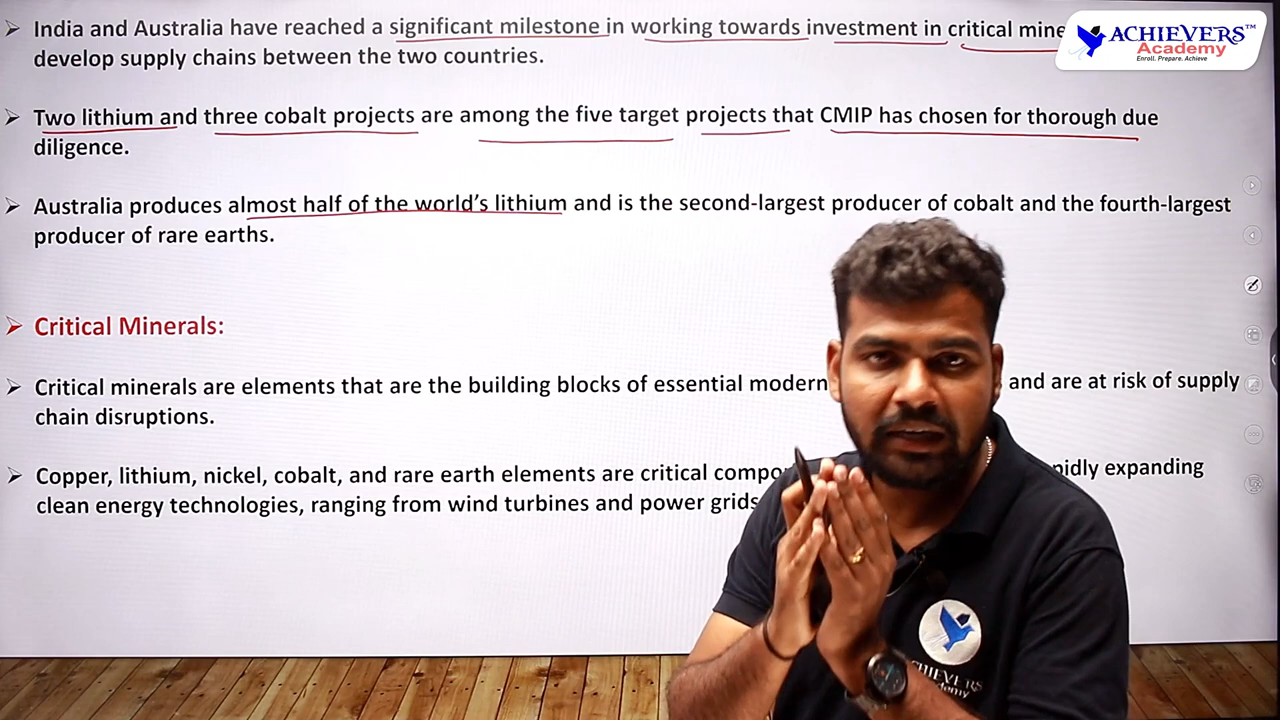 ➢ India and Australia have reached a significant milestone in working towards investment in critical
develop supply chains between the two countries.
➢ Two lithium and three cobalt projects are among the five target projects that CMIP has chosen for thorough due
diligence.
➢ Australia produces almost half of the world's lithium and is the second-largest producer of cobalt and the fourth-largest
producer of rare earths.
➢ Critical Minerals:
➢ Critical minerals are elements that are the building blocks of essential modern and are at risk of supply
chain disruptions.
➢ Copper, lithium, nickel, cobalt, and rare earth elements are critical expanding
clean energy technologies, ranging from wind turbines and power grids
ACHIEVERS™
Academy
Enroll. Prepare. Achieve